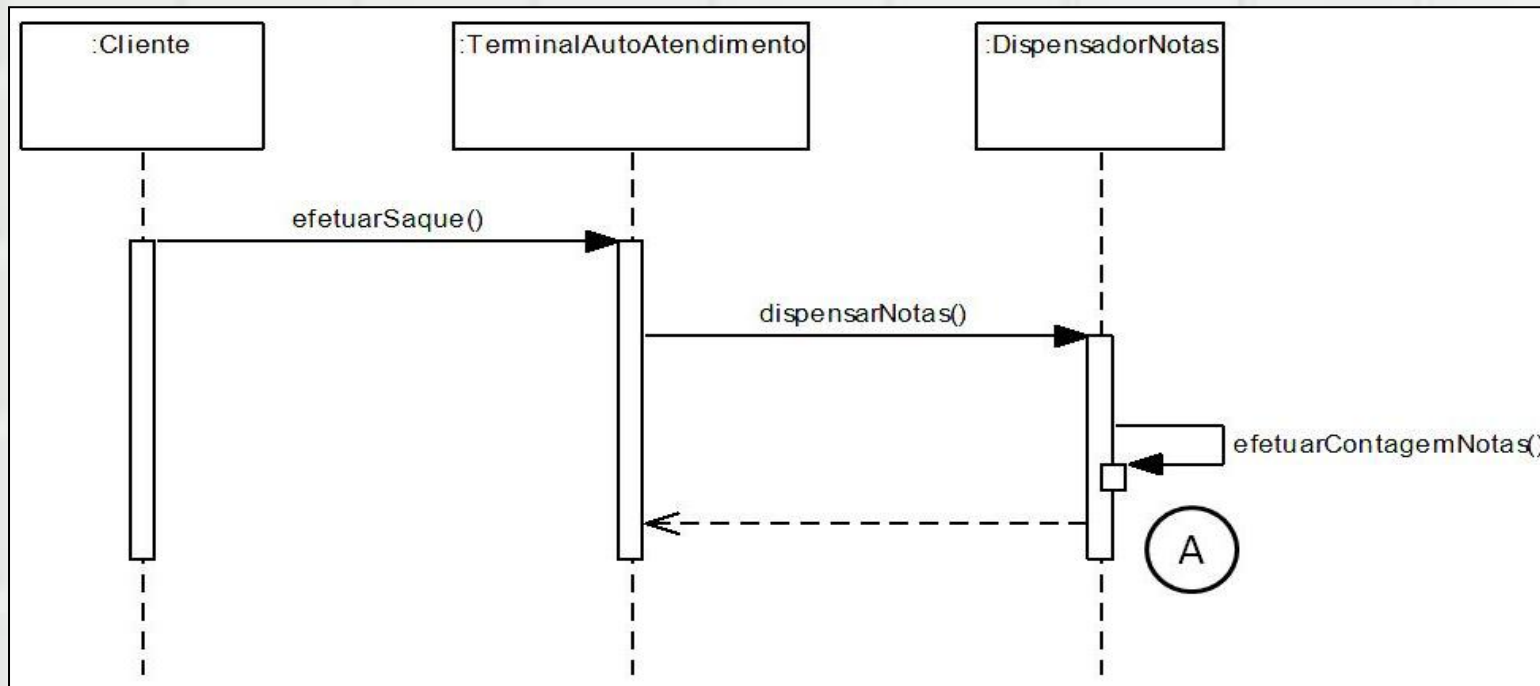 :Cliente
:TerminalAutoAtendimento
:DispensadorNotas
efetuarSaque()
dispensarNotas()
efetuarContagemNotas()
A